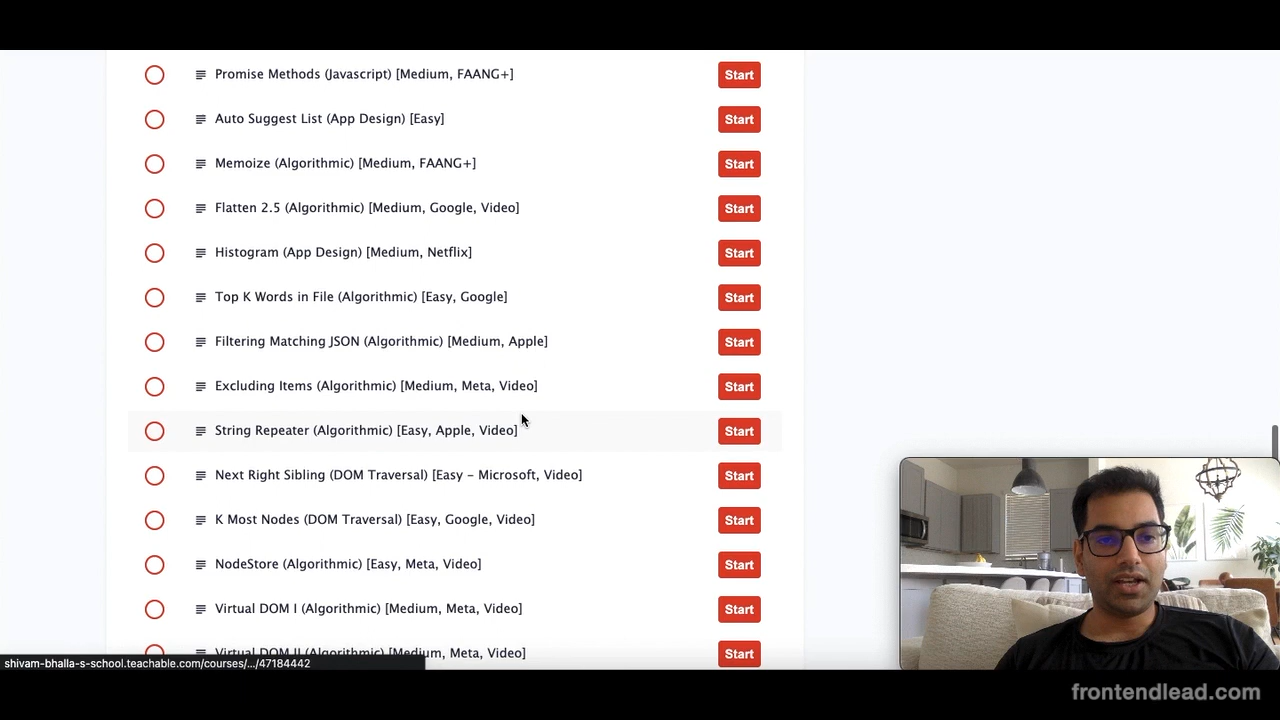 Promise Methods (Javascript) [Medium, FAANG+]
Start
Auto Suggest List (App Design) [Easy]
Start
Memoize (Algorithmic) [Medium, FAANG+]
Start
Flatten 2.5 (Algorithmic) [Medium, Google, Video]
Start
Histogram (App Design) [Medium, Netflix]
Start
Top K Words in File (Algorithmic) [Easy, Google]
Start
Filtering Matching JSON (Algorithmic) [Medium, Apple]
Start
Excluding Items (Algorithmic) [Medium, Meta, Video]
Start
String Repeater (Algorithmic) [Easy, Apple, Video]
Start
Next Right Sibling (DOM Traversal) [Easy – Microsoft, Video]
Start
K Most Nodes (DOM Traversal) [Easy, Google, Video]
Start
NodeStore (Algorithmic) [Easy, Meta, Video]
Start
Virtual DOM I (Algorithmic) [Medium, Meta, Video]
Start
Virtual DOM II (Algorithmic) [Medium, Meta, Video]
Start
shivam-bhalla-s-school.teachable.com/courses/.../47184442
frontendlead.com